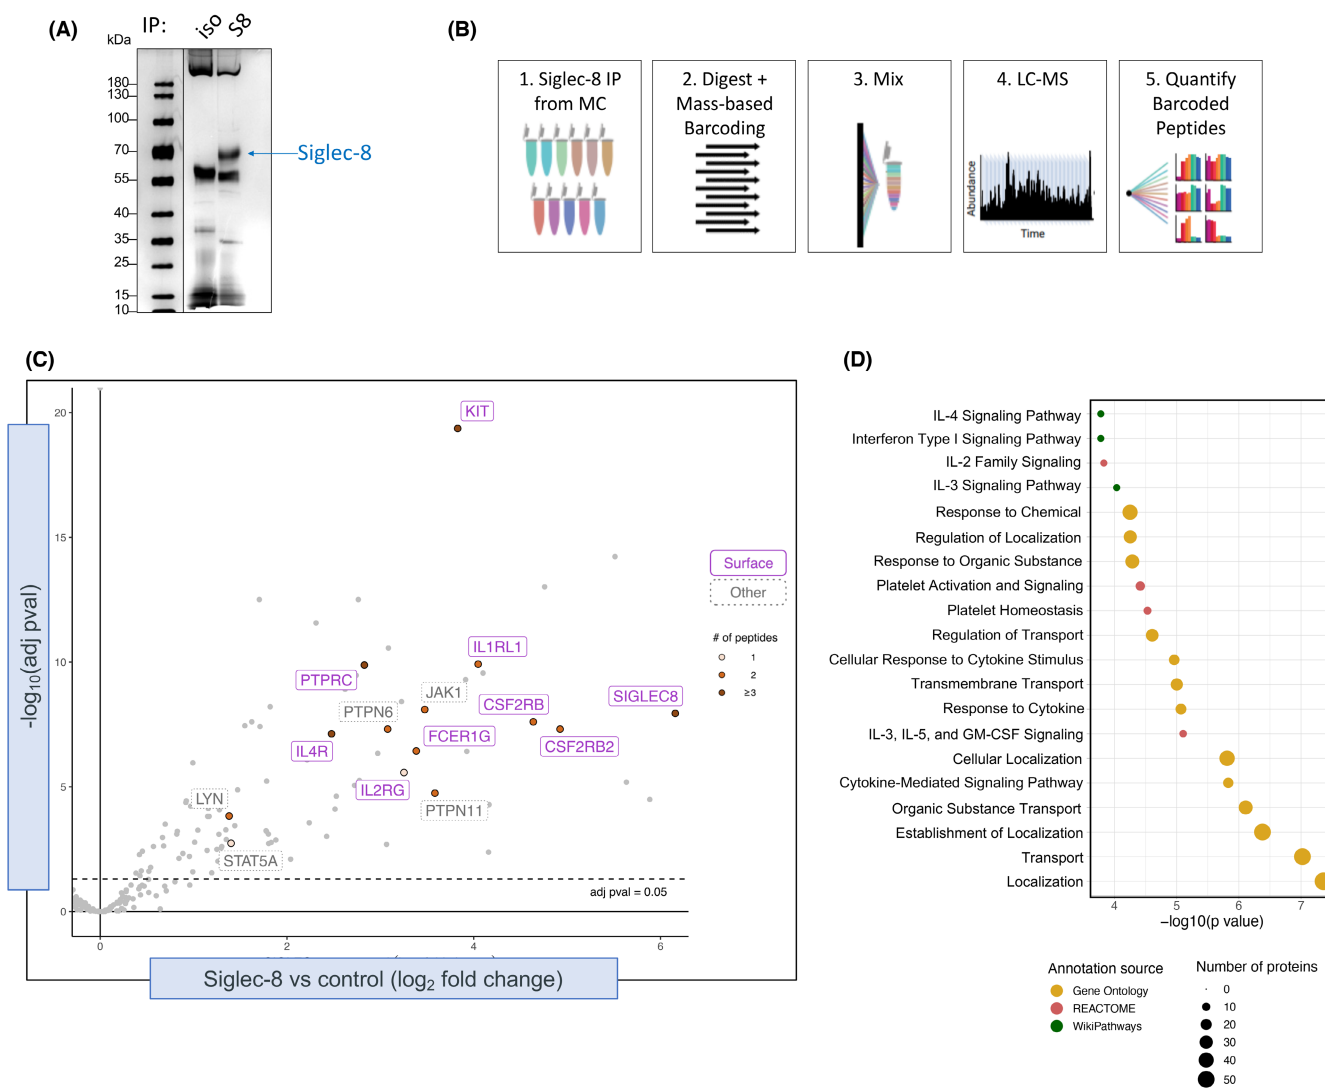 (A)
IP:
iso
S8
kDa
180
130
100
70
55
40
35
25
15
10
Siglec-8
(B)
1. Siglec-8 IP
from MC
2. Digest +
Mass-based
Barcoding
3. Mix
4. LC-MS
Abundance
Time
5. Quantify
Barcoded
Peptides
(C)
-log10(adj pval)
20
15
10
5
0
KIT
IL1RL1
PTPRC
JAK1
SIGLEC8
PTPN6
CSF2RB
FCER1G
CSF2RB2
IL4R
IL2RG
PTPN11
LYN
STAT5A
Surface
Other
# of peptides
1
2
≥3
adj pval = 0.05
0
2
4
6
Siglec-8 vs control (log2 fold change)
(D)
IL-4 Signaling Pathway
Interferon Type I Signaling Pathway
IL-2 Family Signaling
IL-3 Signaling Pathway
Response to Chemical
Regulation of Localization
Response to Organic Substance
Platelet Activation and Signaling
Platelet Homeostasis
Regulation of Transport
Cellular Response to Cytokine Stimulus
Transmembrane Transport
Response to Cytokine
IL-3, IL-5, and GM-CSF Signaling
Cellular Localization
Cytokine-Mediated Signaling Pathway
Organic Substance Transport
Establishment of Localization
Transport
Localization
4
5
6
7
−log10(p value)
Annotation source
Gene Ontology
REACTOME
WikiPathways
Number of proteins
0
10
20
30
40
50